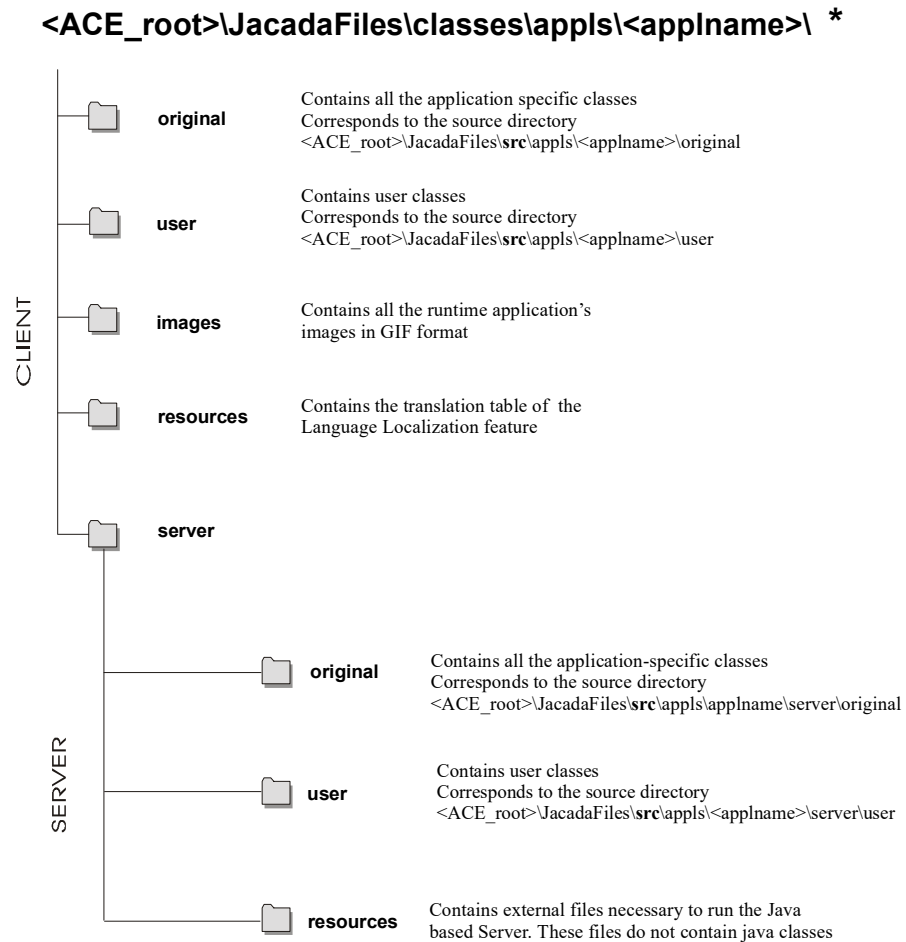 <ACE_root>\JacadaFiles\classes\appls\<applname>\ *
original
Contains all the application specific classes
Corresponds to the source directory
<ACE_root>\JacadaFiles\src\appls\<applname>\original
user
Contains user classes
Corresponds to the source directory
<ACE_root>\JacadaFiles\src\appls\<applname>\user
CLIENT
images
Contains all the runtime application's
images in GIF format
resources
Contains the translation table of the
Language Localization feature
server
original
Contains all the application-specific classes
Corresponds to the source directory
<ACE_root>\JacadaFiles\src\appls\applname\server\original
SERVER
user
Contains user classes
Corresponds to the source directory
<ACE_root>\JacadaFiles\src\appls\<applname>\server\user
resources
Contains external files necessary to run the Java
based Server. These files do not contain java classes